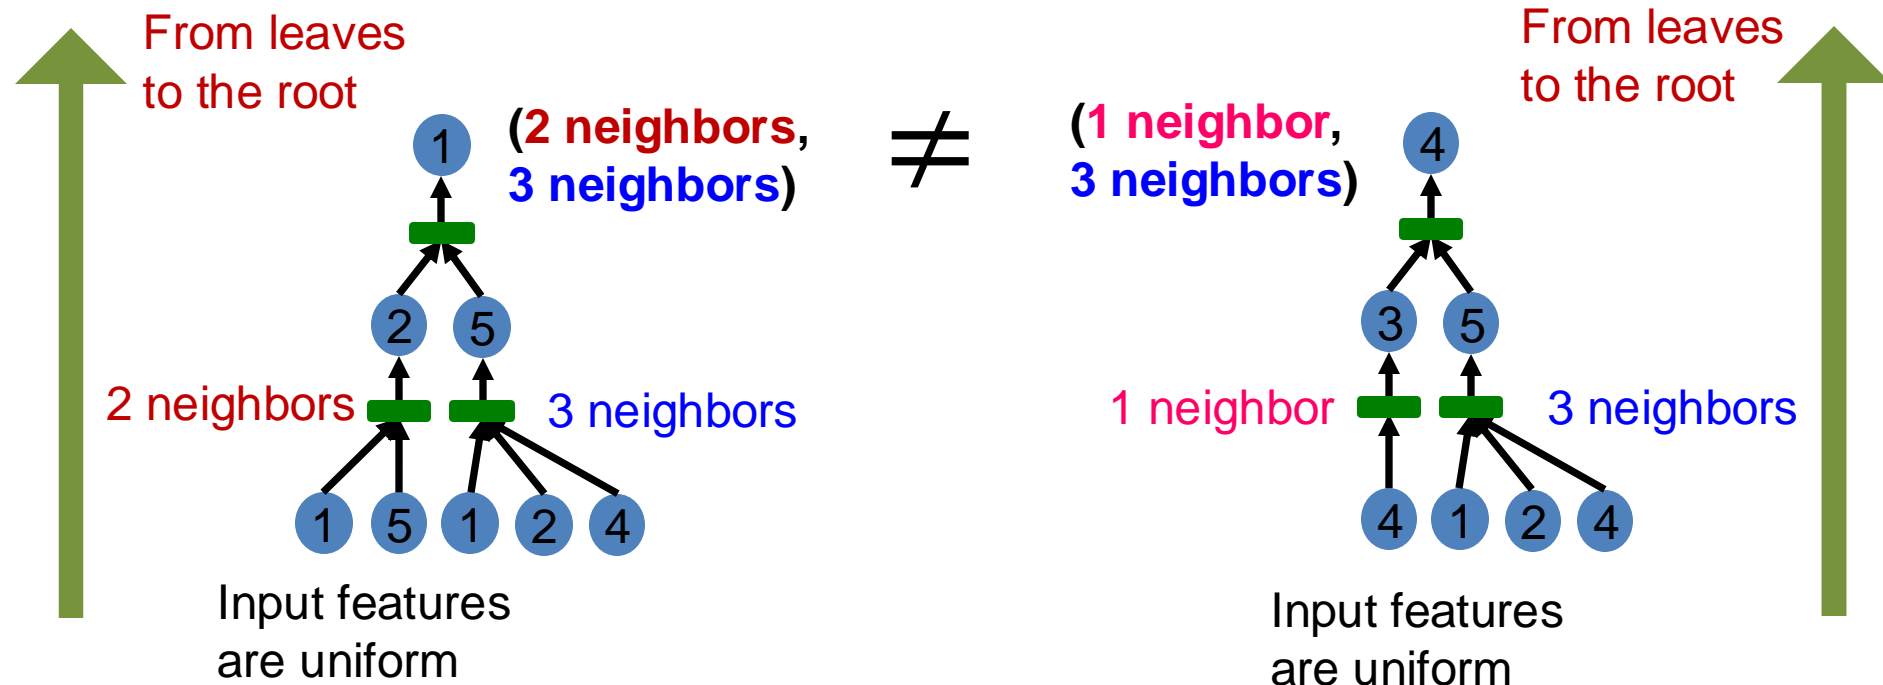 From leaves
to the root
1
(2 neighbors,
3 neighbors)
2 5
2 neighbors
3 neighbors
1 5 1 2 4
Input features
are uniform
≠
From leaves
to the root
(1 neighbor,
3 neighbors)
4
3 5
1 neighbor
3 neighbors
4 1 2 4
Input features
are uniform